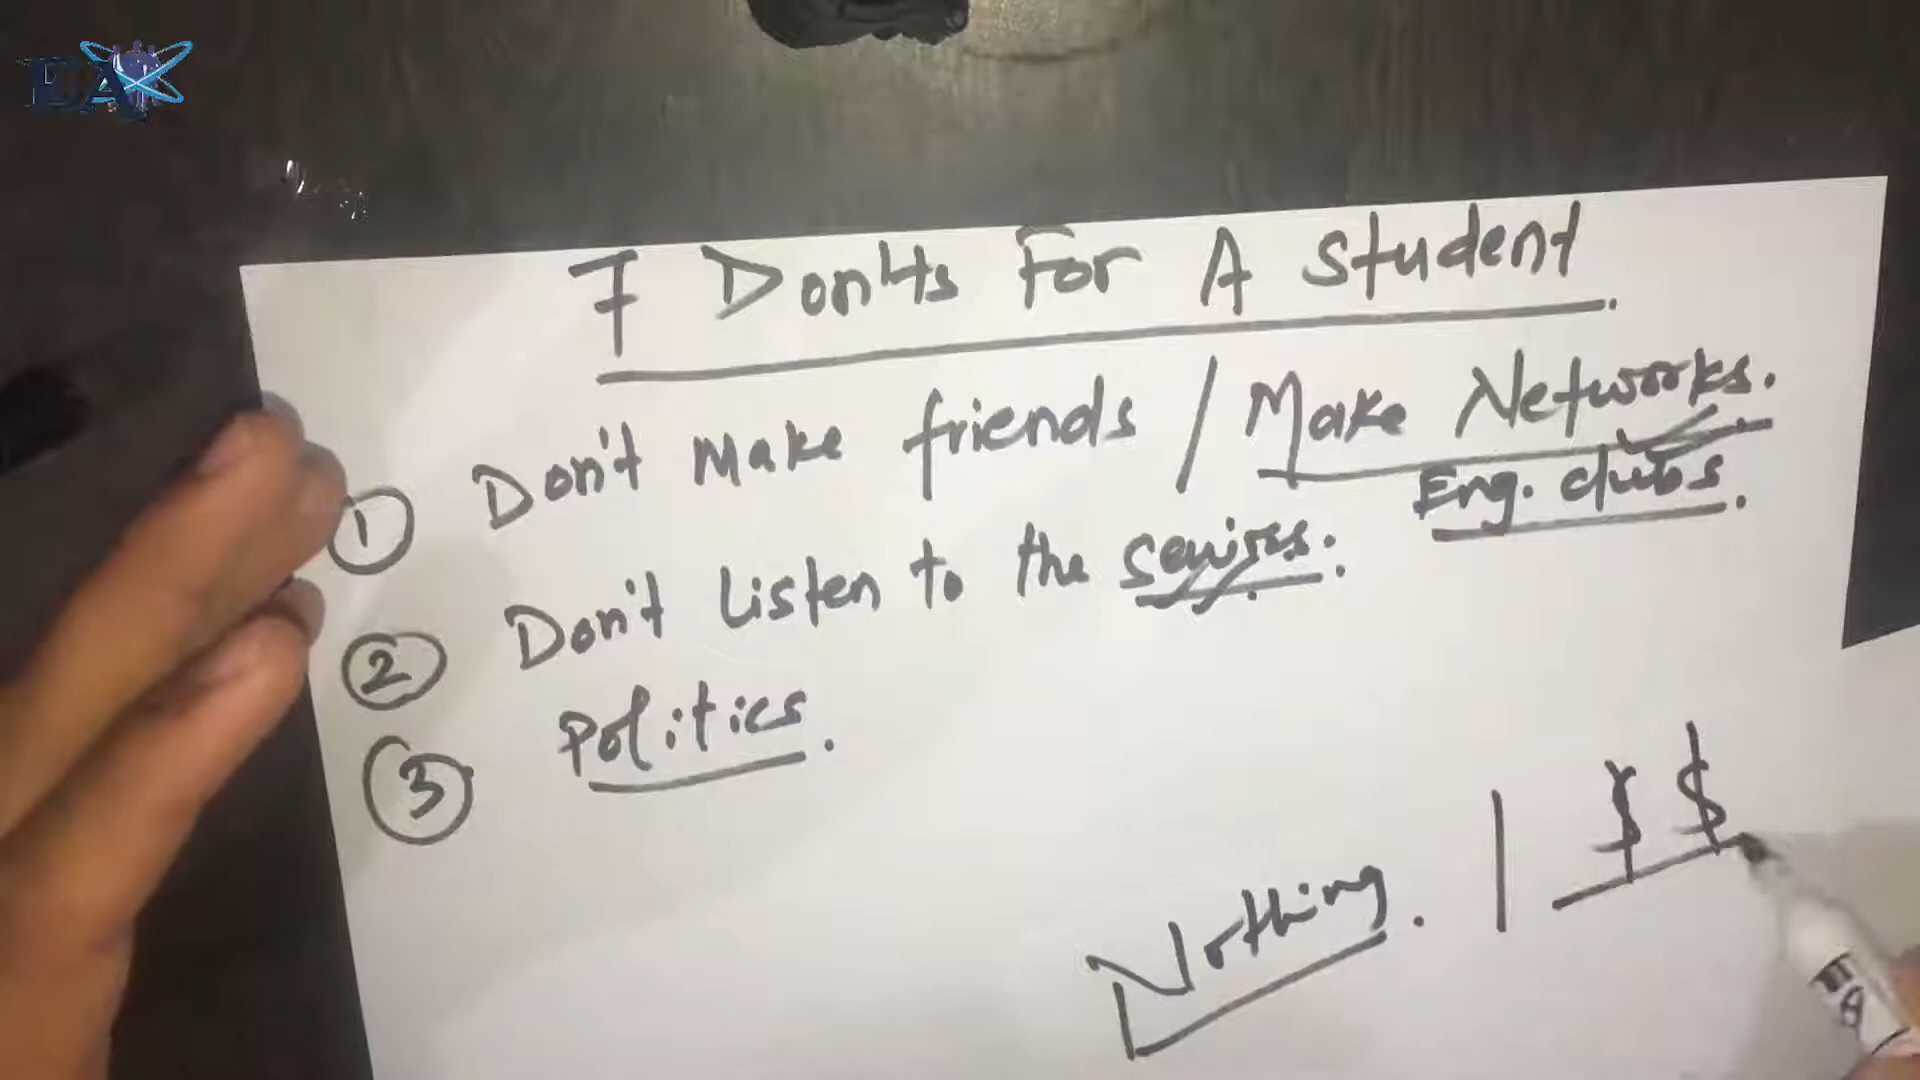 EA
7 Don'ts For A Student.
① Don't make friends / Make Networks.
Eng. clubs.
② Don't Listen to the seniors.
③ Politics.
Nothing. | $ $